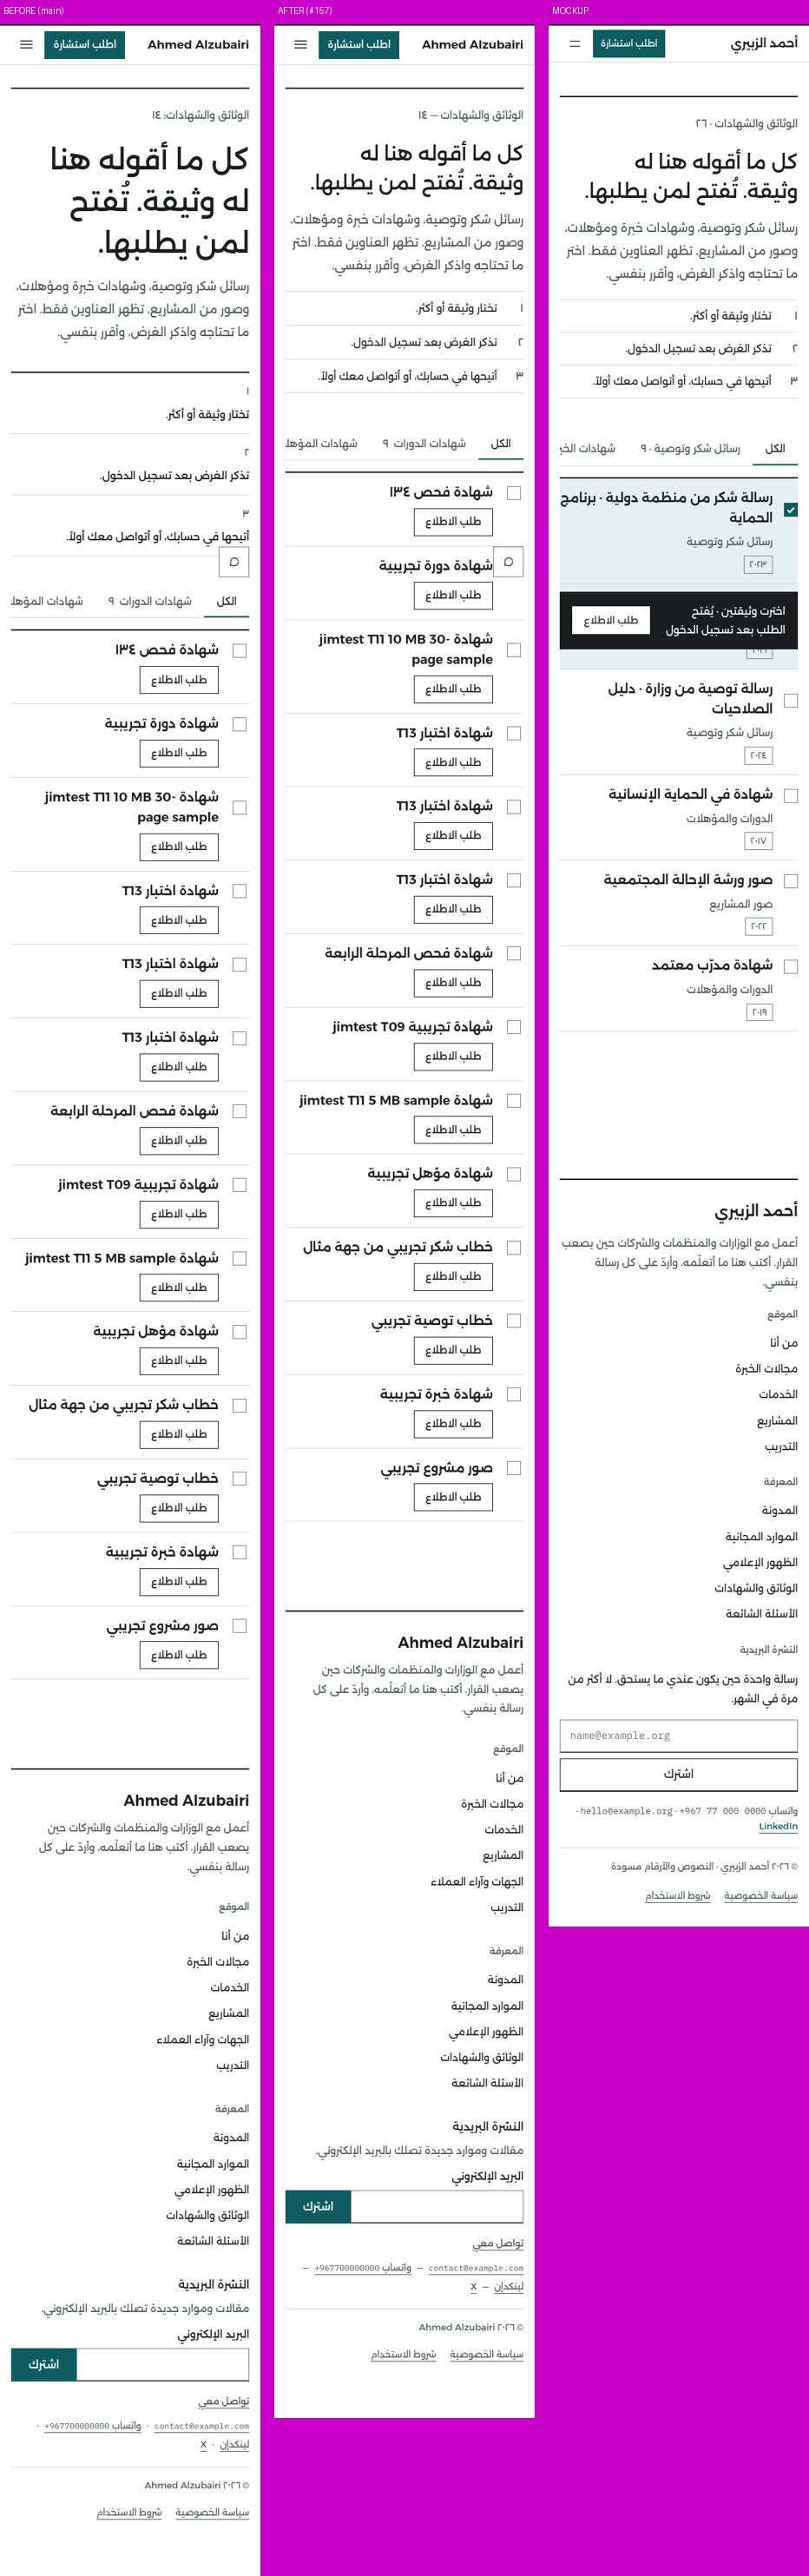 BEFORE (main)
Ahmed Alzubairi
اطلب استشارة
الوثائق والشهادات: ١٤
كل ما أقوله هنا
له وثيقة. تُفتح
لمن يطلبها.
رسائل شكر وتوصية، وشهادات خبرة ومؤهلات،
وصور من المشاريع. تظهر العناوين فقط. اختر
ما تحتاجه واذكر الغرض، وأقرر بنفسي.
١
تختار وثيقة أو أكثر.
٢
تذكر الغرض بعد تسجيل الدخول.
٣
أتيحها في حسابك، أو أتواصل معك أولاً.
الكل
شهادات الدورات ٩
شهادات المؤهلا
شهادة فحص ١٣٤
طلب الاطلاع
شهادة دورة تجريبية
طلب الاطلاع
شهادة jimtest T11 10 MB 30-
page sample
طلب الاطلاع
شهادة اختبار T13
طلب الاطلاع
شهادة اختبار T13
طلب الاطلاع
شهادة اختبار T13
طلب الاطلاع
شهادة فحص المرحلة الرابعة
طلب الاطلاع
شهادة تجريبية jimtest T09
طلب الاطلاع
شهادة jimtest T11 5 MB sample
طلب الاطلاع
شهادة مؤهل تجريبية
طلب الاطلاع
خطاب شكر تجريبي من جهة مثال
طلب الاطلاع
خطاب توصية تجريبي
طلب الاطلاع
شهادة خبرة تجريبية
طلب الاطلاع
صور مشروع تجريبي
طلب الاطلاع
Ahmed Alzubairi
أعمل مع الوزارات والمنظمات والشركات حين
يصعب القرار. أكتب هنا ما أتعلّمه، وأردّ على كل
رسالة بنفسي.
الموقع
من أنا
مجالات الخبرة
الخدمات
المشاريع
الجهات وآراء العملاء
التدريب
المعرفة
المدونة
الموارد المجانية
الظهور الإعلامي
الوثائق والشهادات
الأسئلة الشائعة
النشرة البريدية
مقالات وموارد جديدة تصلك بالبريد الإلكتروني.
البريد الإلكتروني
اشترك
تواصل معي
contact@example.com · واتساب +967700000000 ·
لينكدإن · X
© ٢٠٢٦ Ahmed Alzubairi
سياسة الخصوصية
شروط الاستخدام
AFTER (#157)
Ahmed Alzubairi
اطلب استشارة
الوثائق والشهادات — ١٤
كل ما أقوله هنا له
وثيقة. تُفتح لمن يطلبها.
رسائل شكر وتوصية، وشهادات خبرة ومؤهلات،
وصور من المشاريع. تظهر العناوين فقط. اختر
ما تحتاجه واذكر الغرض، وأقرر بنفسي.
١ تختار وثيقة أو أكثر.
٢ تذكر الغرض بعد تسجيل الدخول.
٣ أتيحها في حسابك، أو أتواصل معك أولاً.
الكل
شهادات الدورات ٩
شهادات المؤهلا
شهادة فحص ١٣٤
طلب الاطلاع
شهادة دورة تجريبية
طلب الاطلاع
شهادة jimtest T11 10 MB 30-
page sample
طلب الاطلاع
شهادة اختبار T13
طلب الاطلاع
شهادة اختبار T13
طلب الاطلاع
شهادة اختبار T13
طلب الاطلاع
شهادة فحص المرحلة الرابعة
طلب الاطلاع
شهادة تجريبية jimtest T09
طلب الاطلاع
شهادة jimtest T11 5 MB sample
طلب الاطلاع
شهادة مؤهل تجريبية
طلب الاطلاع
خطاب شكر تجريبي من جهة مثال
طلب الاطلاع
خطاب توصية تجريبي
طلب الاطلاع
شهادة خبرة تجريبية
طلب الاطلاع
صور مشروع تجريبي
طلب الاطلاع
Ahmed Alzubairi
أعمل مع الوزارات والمنظمات والشركات حين
يصعب القرار. أكتب هنا ما أتعلّمه، وأردّ على كل
رسالة بنفسي.
الموقع
من أنا
مجالات الخبرة
الخدمات
المشاريع
الجهات وآراء العملاء
التدريب
المعرفة
المدونة
الموارد المجانية
الظهور الإعلامي
الوثائق والشهادات
الأسئلة الشائعة
النشرة البريدية
مقالات وموارد جديدة تصلك بالبريد الإلكتروني.
البريد الإلكتروني
اشترك
تواصل معي
contact@example.com — واتساب +967700000000 —
لينكدإن — X
© ٢٠٢٦ Ahmed Alzubairi
سياسة الخصوصية
شروط الاستخدام
MOCKUP
أحمد الزبيري
اطلب استشارة
الوثائق والشهادات · ٢٦
كل ما أقوله هنا له
وثيقة. تُفتح لمن يطلبها.
رسائل شكر وتوصية، وشهادات خبرة ومؤهلات،
وصور من المشاريع. تظهر العناوين فقط. اختر
ما تحتاجه واذكر الغرض، وأقرر بنفسي.
١ تختار وثيقة أو أكثر.
٢ تذكر الغرض بعد تسجيل الدخول.
٣ أتيحها في حسابك، أو أتواصل معك أولاً.
الكل
رسائل شكر وتوصية · ٩
شهادات الخب
رسالة شكر من منظمة دولية · برنامج
الحماية
رسائل شكر وتوصية
٢٠٢٣
اخترت وثيقتين · يُفتح
الطلب بعد تسجيل الدخول
طلب الاطلاع
رسالة توصية من وزارة · دليل
الصلاحيات
رسائل شكر وتوصية
٢٠٢٤
شهادة في الحماية الإنسانية
الدورات والمؤهلات
٢٠١٧
صور ورشة الإحالة المجتمعية
صور المشاريع
٢٠٢٢
شهادة مدرّب معتمد
الدورات والمؤهلات
٢٠١٩
أحمد الزبيري
أعمل مع الوزارات والمنظمات والشركات حين يصعب
القرار. أكتب هنا ما أتعلّمه، وأردّ على كل رسالة
بنفسي.
الموقع
من أنا
مجالات الخبرة
الخدمات
المشاريع
التدريب
المعرفة
المدونة
الموارد المجانية
الظهور الإعلامي
الوثائق والشهادات
الأسئلة الشائعة
النشرة البريدية
رسالة واحدة حين يكون عندي ما يستحق. لا أكثر من
مرة في الشهر.
name@example.org
اشترك
واتساب +967 77 000 0000 · hello@example.org ·
LinkedIn
© ٢٠٢٦ أحمد الزبيري · النصوص والأرقام مسودة
سياسة الخصوصية
شروط الاستخدام